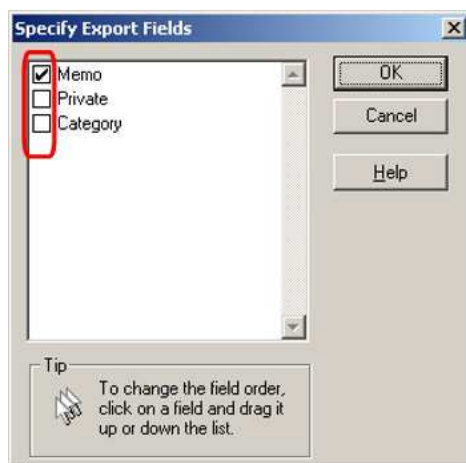 Specify Export Fields
Memo
Private
Category
OK
Cancel
Help
Tip
To change the field order,
click on a field and drag it
up or down the list.